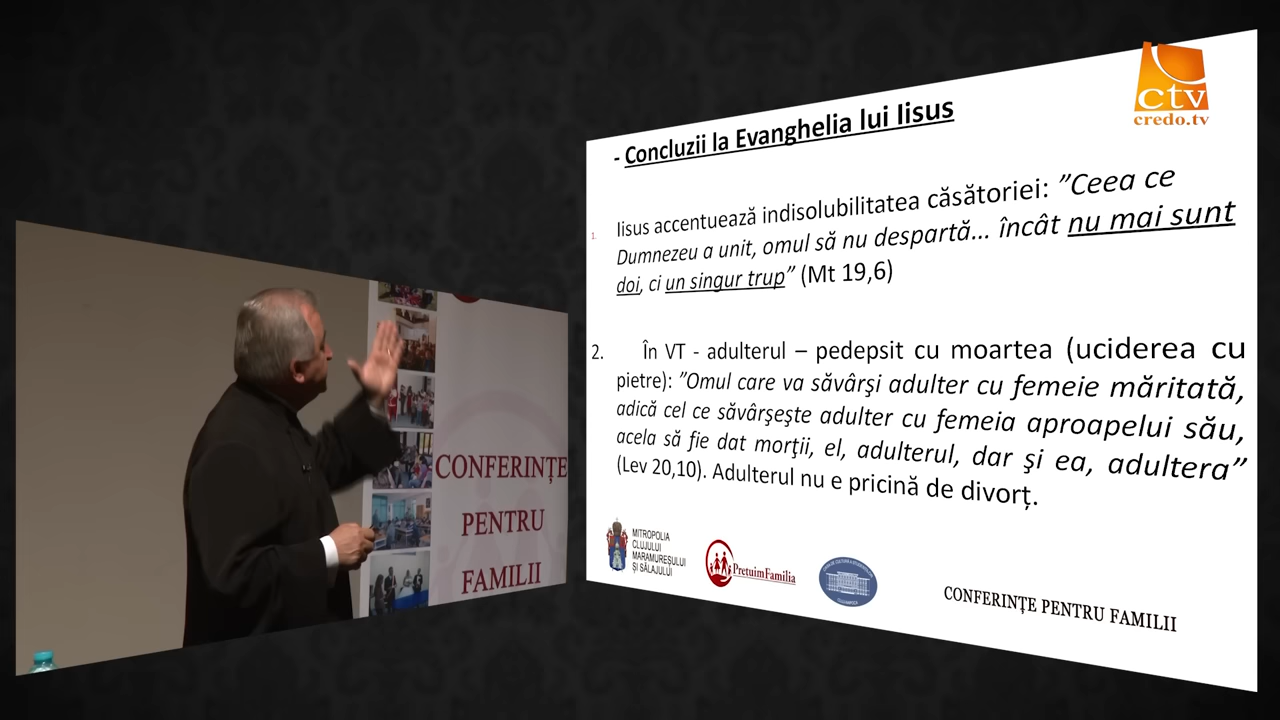 ctv
credo.tv
- Concluzii la Evanghelia lui Iisus
1. Iisus accentuează indisolubilitatea căsătoriei: ”Ceea ce
Dumnezeu a unit, omul să nu despartă... încât nu mai sunt
doi, ci un singur trup” (Mt 19,6)
2. În VT - adulterul – pedepsit cu moartea (uciderea cu
pietre): ”Omul care va săvârşi adulter cu femeie măritată,
adică cel ce săvârşeşte adulter cu femeia aproapelui său,
acela să fie dat morţii, el, adulterul, dar şi ea, adultera”
(Lev 20,10). Adulterul nu e pricină de divorț.
MITROPOLIA
CLUJULUI
MARAMUREȘULUI
ȘI SĂLAJULUI
PretuimFamilia
CONFERINȚE PENTRU FAMILII
CONFERINȚE
PENTRU
FAMILII